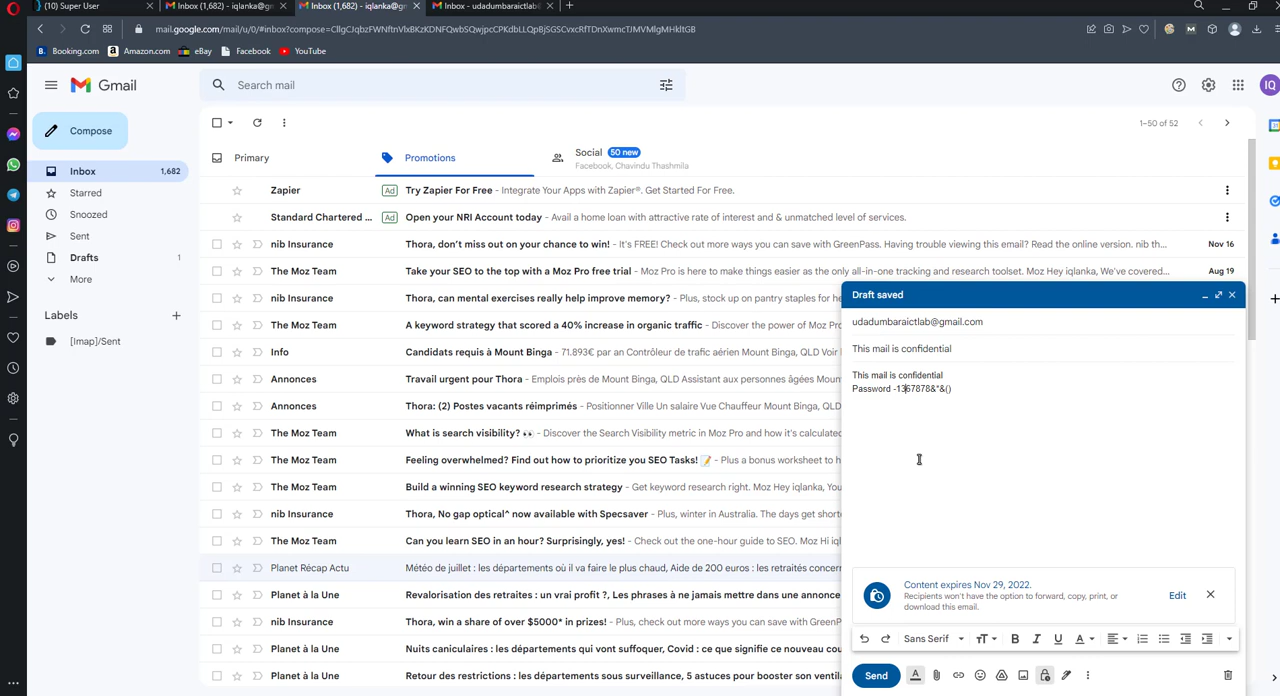 (10) Super User
Inbox (1,682) - iqlanka@gm
Inbox (1,682) - iqlanka@gm
Inbox - udadumbaraictlab@
mail.google.com/mail/u/0/#inbox?compose=
Booking.com
Amazon.com
eBay
Facebook
YouTube
Gmail
Search mail
IQ
Compose
1–50 of 52
Primary
Promotions
Social 50 new
Facebook, Chavindu Thashmila
Inbox 1,682
Starred
Snoozed
Sent
Drafts 1
More
Labels
[Imap]/Sent
Zapier Ad Try Zapier For Free - Integrate Your Apps with Zapier®. Get Started For Free.
Standard Chartered ... Ad Open your NRI Account today - Avail a home loan with attractive rate of interest and & unmatched level of services.
nib Insurance Thora, don't miss out on your chance to win! - It's FREE! Check out more ways you can save with GreenPass. Having trouble viewing this email? Read the online version. nib th... Nov 16
The Moz Team Take your SEO to the top with a Moz Pro free trial - Moz Pro is here to make things easier as the only all-in-one tracking and research toolset. Moz Hey iqlanka, We've covered... Aug 19
nib Insurance Thora, can mental exercises really help improve memory? - Plus, stock up on pantry staples for he
The Moz Team A keyword strategy that scored a 40% increase in organic traffic - Discover the power of Moz Pro
Info Candidats requis à Mount Binga - 71.893€ par an Contrôleur de trafic aérien Mount Binga, QLD Voir
Annonces Travail urgent pour Thora - Emplois près de Mount Binga, QLD Assistant aux personnes âgées Moun
Annonces Thora: (2) Postes vacants réimprimés - Positionner Ville Un salaire Vue Chauffeur Mount Binga, QLD
The Moz Team What is search visibility? 👀 - Discover the Search Visibility metric in Moz Pro and how it's calculated
The Moz Team Feeling overwhelmed? Find out how to prioritize you SEO Tasks! 📝 - Plus a bonus worksheet to h
The Moz Team Build a winning SEO keyword research strategy - Get keyword research right. Moz Hey iqlanka, You
nib Insurance Thora, No gap optical^ now available with Specsaver - Plus, winter in Australia. The days get short
The Moz Team Can you learn SEO in an hour? Surprisingly, yes! - Check out the one-hour guide to SEO. Moz Hi iql
Planet Récap Actu Météo de juillet : les départements où il va faire le plus chaud, Aide de 200 euros : les retraités concer
Planet à la Une Revalorisation des retraites : un vrai profit ?, Les phrases à ne jamais mettre dans une annonce
nib Insurance Thora, win a share of over $5000* in prizes! - Plus, check out more ways you can save with GreenP
Planet à la Une Nuits caniculaires : les départements qui vont suffoquer, Covid : ce que signifie ce nouveau cou
Planet à la Une Retour des restrictions : les départements sous surveillance, 5 astuces pour booster son ventila
Draft saved
udadumbaraictlab@gmail.com
This mail is confidential
This mail is confidential
Password -1367878&*&()
Content expires Nov 29, 2022.
Recipients won't have the option to forward, copy, print, or
download this email.
Edit
Sans Serif
Send